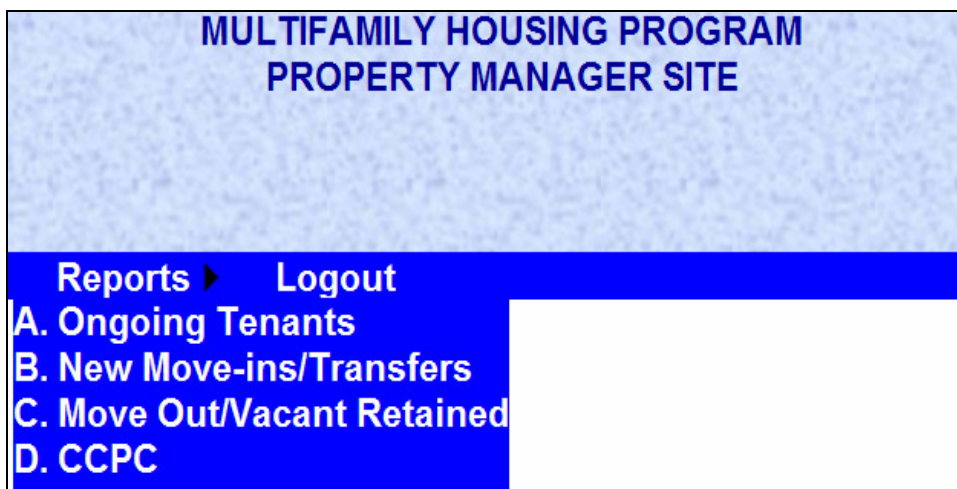 MULTIFAMILY HOUSING PROGRAM
PROPERTY MANAGER SITE
Reports Logout
A. Ongoing Tenants
B. New Move-ins/Transfers
C. Move Out/Vacant Retained
D. CCPC